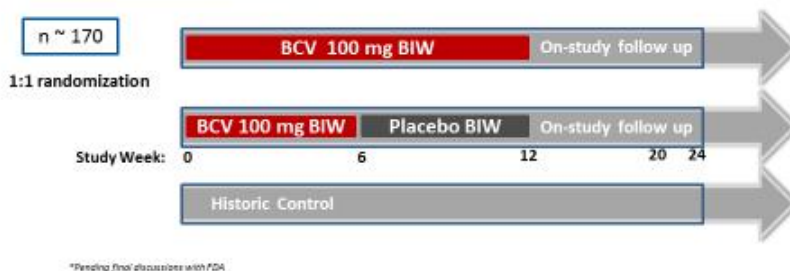 n ~ 170
BCV 100 mg BIW
On-study follow up
1:1 randomization
BCV 100 mg BIW
Placebo BIW
On-study follow up
Study Week: 0 6 12 20 24
Historic Control
*Pending final discussions with FDA